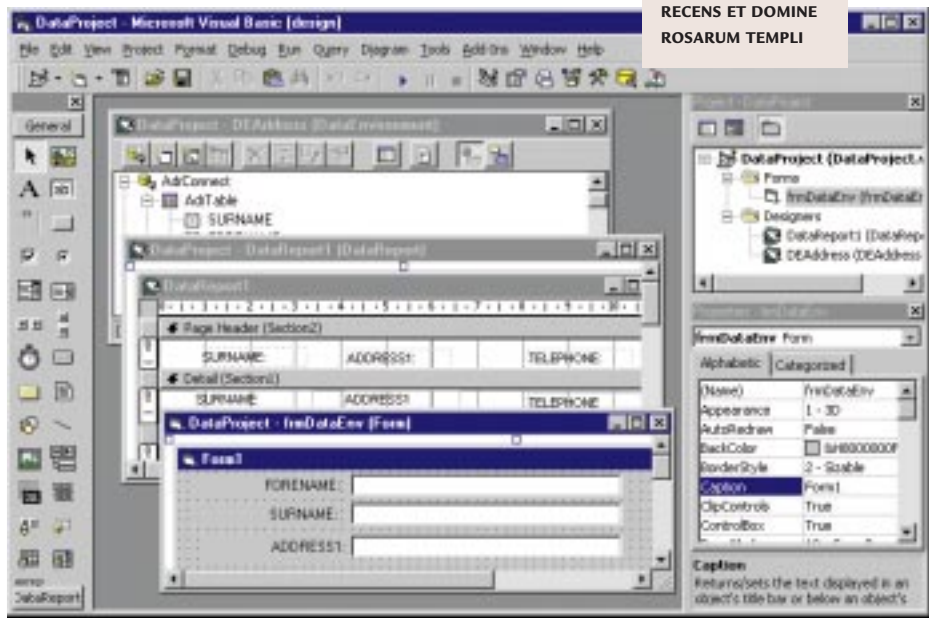 RECENS ET DOMINE
ROSARUM TEMPLI
DataProject - Microsoft Visual Basic [design]
File Edit View Project Format Debug Run Query Diagram Tools Add-Ins Window Help
General
DataReport
DataProject - DEAddress (DataEnvironment)
AdrConnect
AdrTable
SURNAME
DataProject - DataReport1 (DataReport)
DataReport1
Page Header (Section2)
SURNAME: ADDRESS1: TELEPHONE:
Detail (Section1)
SURNAME ADDRESS1 TELEPHONE
DataProject - frmDataEnv (Form)
Form1
FORENAME:
SURNAME:
ADDRESS1:
DataProject (DataProject.v
Forms
frmDataEnv (frmDataEn
Designers
DataReport1 (DataRepo
DEAddress (DEAddress
frmDataEnv Form
Alphabetic Categorized
(Name) frmDataEnv
Appearance 1 - 3D
AutoRedraw False
BackColor &H8000000F
BorderStyle 2 - Sizable
Caption Form1
ClipControls True
ControlBox True
Caption
Returns/sets the text displayed in an
object's title bar or below an object's